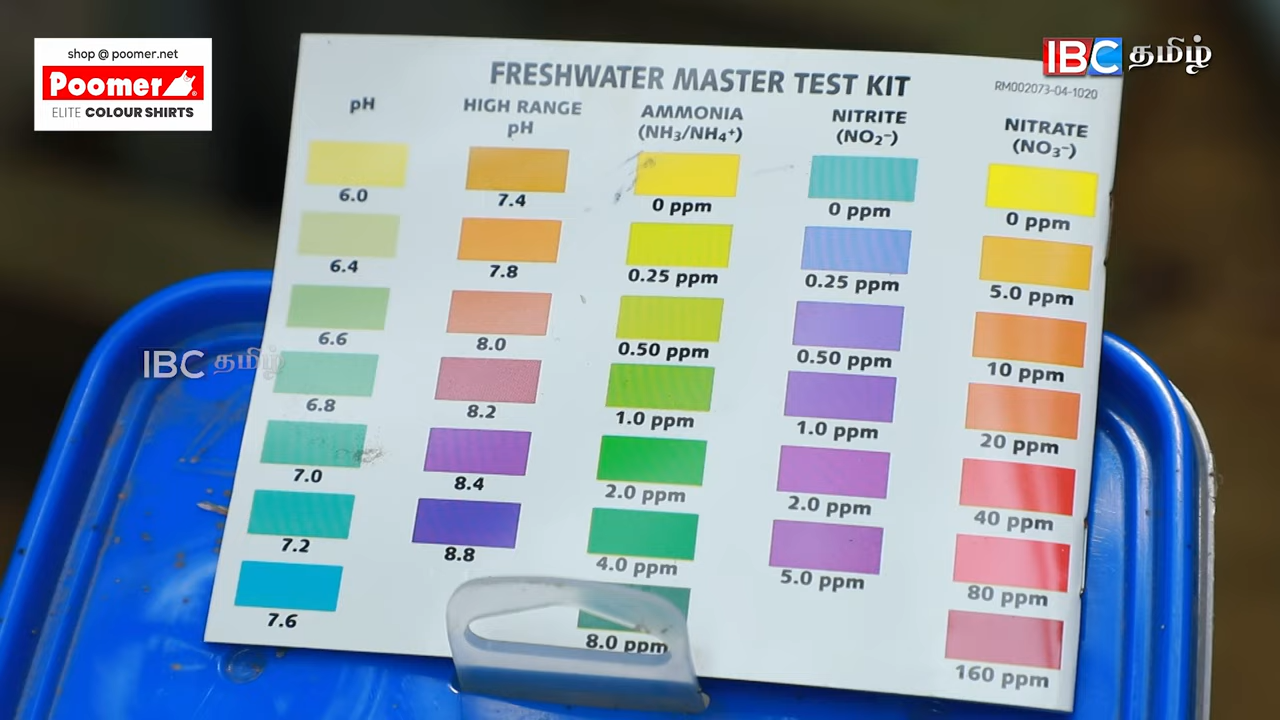 shop @ poomer.net
Poomer
ELITE COLOUR SHIRTS
IBC தமிழ்
FRESHWATER MASTER TEST KIT
RM002073-04-1020
pH
HIGH RANGE
pH
AMMONIA
(NH₃/NH₄⁺)
NITRITE
(NO₂⁻)
NITRATE
(NO₃⁻)
6.0
7.4
0 ppm
0 ppm
0 ppm
6.4
7.8
0.25 ppm
0.25 ppm
5.0 ppm
6.6
8.0
0.50 ppm
0.50 ppm
10 ppm
IBC தமிழ்
6.8
8.2
1.0 ppm
1.0 ppm
20 ppm
7.0
8.4
2.0 ppm
2.0 ppm
40 ppm
7.2
8.8
4.0 ppm
5.0 ppm
80 ppm
7.6
8.0 ppm
160 ppm